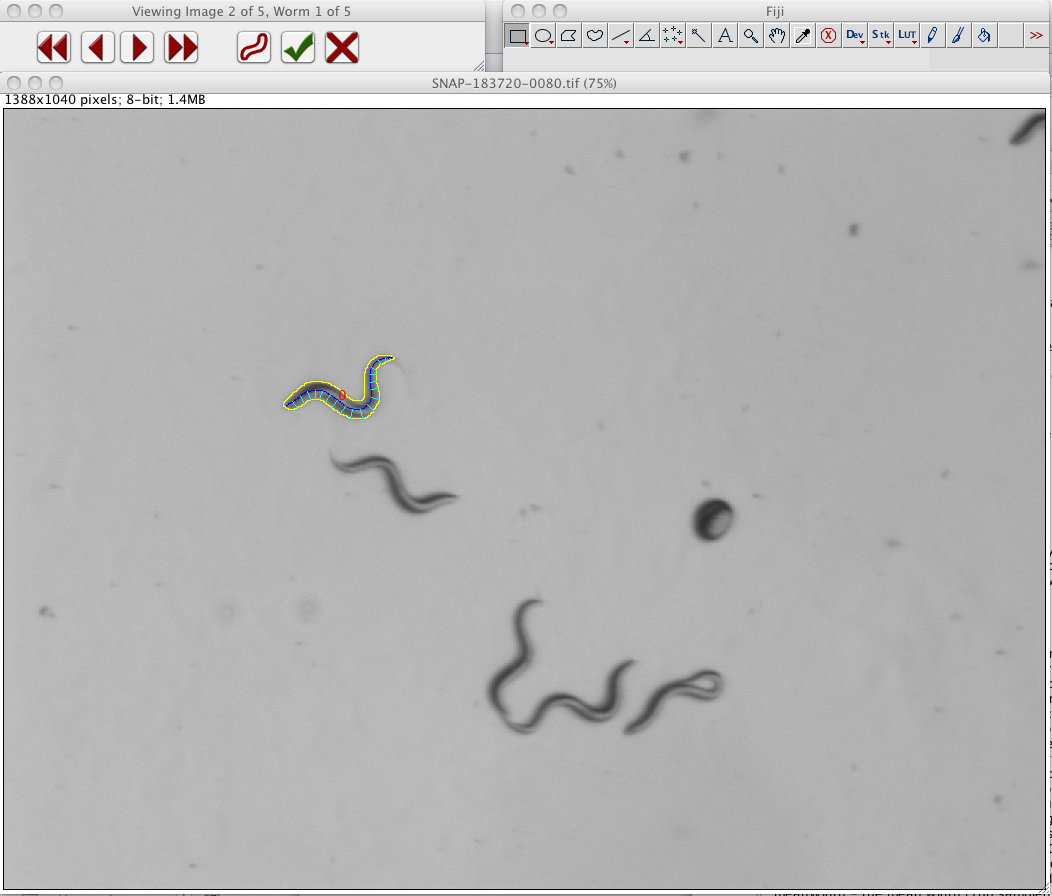 Viewing Image 2 of 5, Worm 1 of 5
Fiji
A
Dev
Stk
LUT
>>
SNAP-183720-0080.tif (75%)
1388x1040 pixels; 8-bit; 1.4MB
0